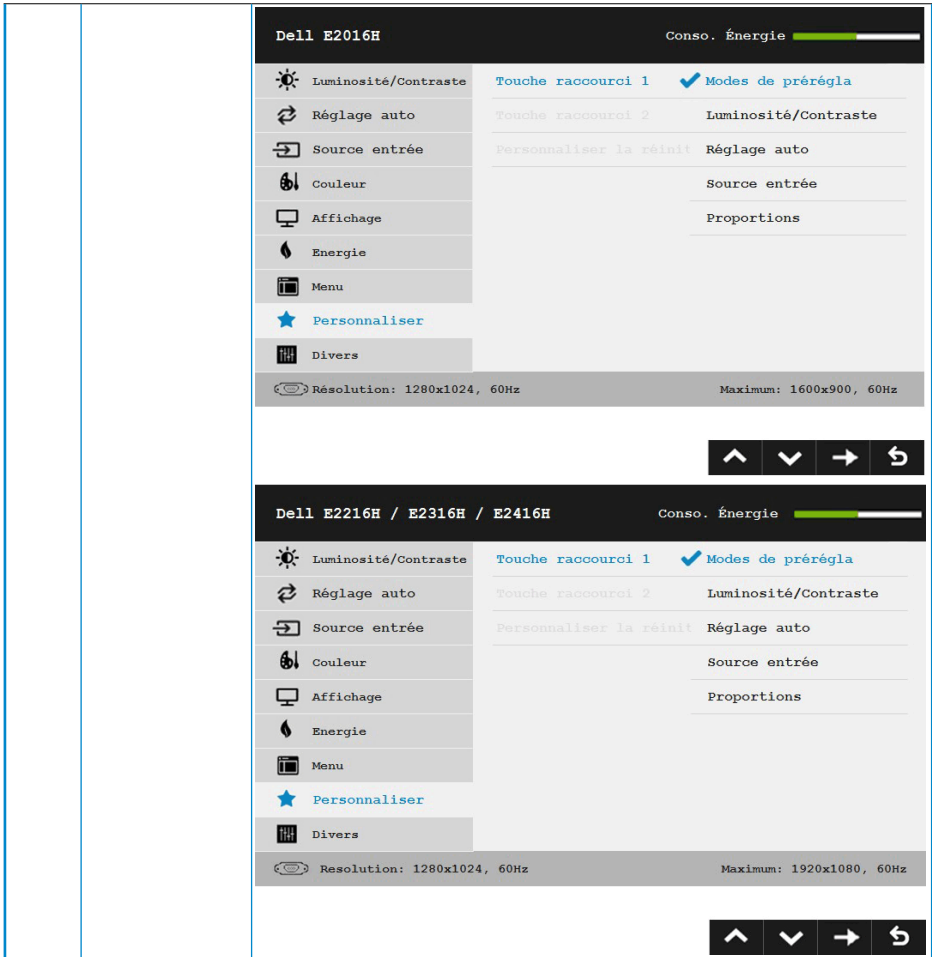 Dell E2016H Conso. Énergie
Luminosité/Contraste Touche raccourci 1 Modes de prérégla
Réglage auto Touche raccourci 2 Luminosité/Contraste
Source entrée Personnaliser la réinit Réglage auto
Couleur Source entrée
Affichage Proportions
Energie
Menu
Personnaliser
Divers
Résolution: 1280x1024, 60Hz Maximum: 1600x900, 60Hz
Dell E2216H / E2316H / E2416H Conso. Énergie
Luminosité/Contraste Touche raccourci 1 Modes de prérégla
Réglage auto Touche raccourci 2 Luminosité/Contraste
Source entrée Personnaliser la réinit Réglage auto
Couleur Source entrée
Affichage Proportions
Energie
Menu
Personnaliser
Divers
Resolution: 1280x1024, 60Hz Maximum: 1920x1080, 60Hz